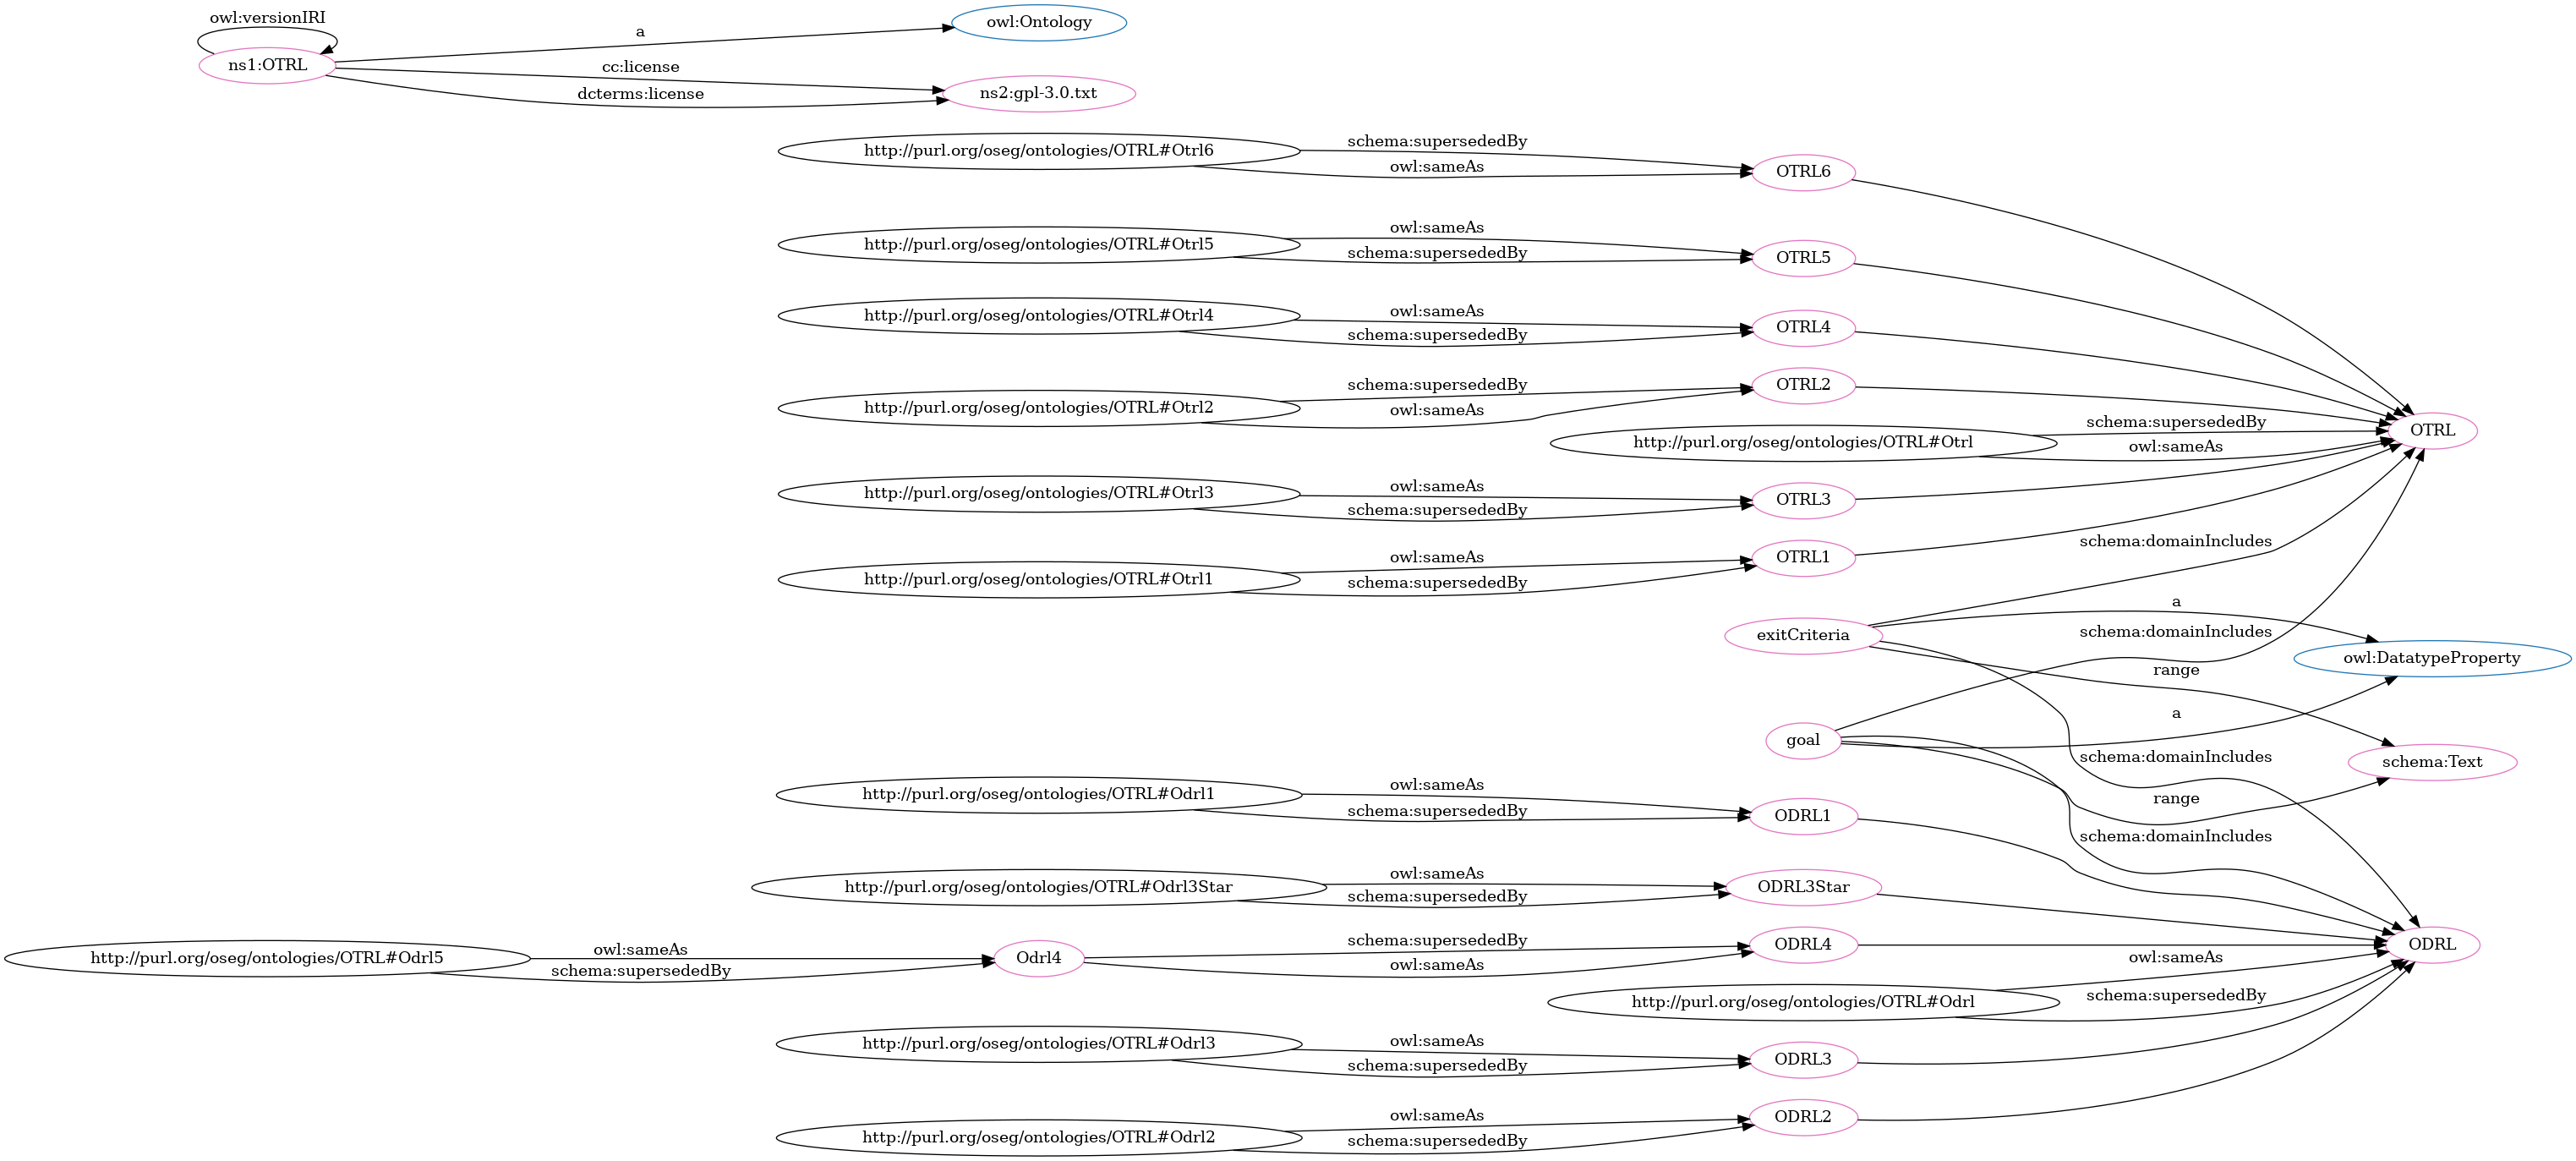 owl:versionIRI
ns1:OTRL
a
owl:Ontology
cc:license
dcterms:license
ns2:gpl-3.0.txt
http://purl.org/oseg/ontologies/OTRL#Otrl6
schema:supersededBy
owl:sameAs
OTRL6
http://purl.org/oseg/ontologies/OTRL#Otrl5
owl:sameAs
schema:supersededBy
OTRL5
http://purl.org/oseg/ontologies/OTRL#Otrl4
owl:sameAs
schema:supersededBy
OTRL4
http://purl.org/oseg/ontologies/OTRL#Otrl2
schema:supersededBy
owl:sameAs
OTRL2
http://purl.org/oseg/ontologies/OTRL#Otrl
schema:supersededBy
owl:sameAs
OTRL
http://purl.org/oseg/ontologies/OTRL#Otrl3
owl:sameAs
schema:supersededBy
OTRL3
http://purl.org/oseg/ontologies/OTRL#Otrl1
owl:sameAs
schema:supersededBy
OTRL1
schema:domainIncludes
exitCriteria
a
schema:domainIncludes
owl:DatatypeProperty
range
goal
a
schema:domainIncludes
schema:Text
range
schema:domainIncludes
http://purl.org/oseg/ontologies/OTRL#Odrl1
owl:sameAs
schema:supersededBy
ODRL1
http://purl.org/oseg/ontologies/OTRL#Odrl3Star
owl:sameAs
schema:supersededBy
ODRL3Star
http://purl.org/oseg/ontologies/OTRL#Odrl5
owl:sameAs
schema:supersededBy
Odrl4
schema:supersededBy
owl:sameAs
ODRL4
ODRL
http://purl.org/oseg/ontologies/OTRL#Odrl
owl:sameAs
schema:supersededBy
http://purl.org/oseg/ontologies/OTRL#Odrl3
owl:sameAs
schema:supersededBy
ODRL3
http://purl.org/oseg/ontologies/OTRL#Odrl2
owl:sameAs
schema:supersededBy
ODRL2